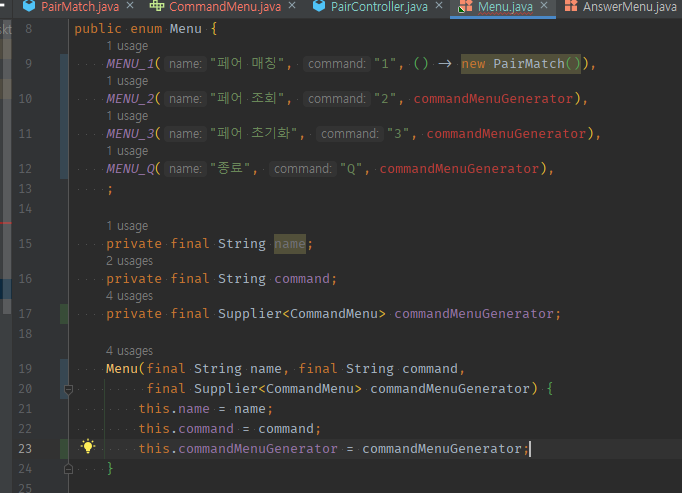 PairMatch.java × CommandMenu.java × PairController.java × Menu.java × AnswerMenu.java
8 public enum Menu {
1 usage
9 MENU_1( name: "페어 매칭", command: "1", () → new PairMatch()),
1 usage
10 MENU_2( name: "페어 조회", command: "2", commandMenuGenerator),
1 usage
11 MENU_3( name: "페어 초기화", command: "3", commandMenuGenerator),
1 usage
12 MENU_Q( name: "종료", command: "Q", commandMenuGenerator),
13 ;
14
1 usage
15 private final String name;
2 usages
16 private final String command;
4 usages
17 private final Supplier<CommandMenu> commandMenuGenerator;
18
4 usages
19 Menu(final String name, final String command,
20 final Supplier<CommandMenu> commandMenuGenerator) {
21 this.name = name;
22 this.command = command;
23 this.commandMenuGenerator = commandMenuGenerator;
24 }
25